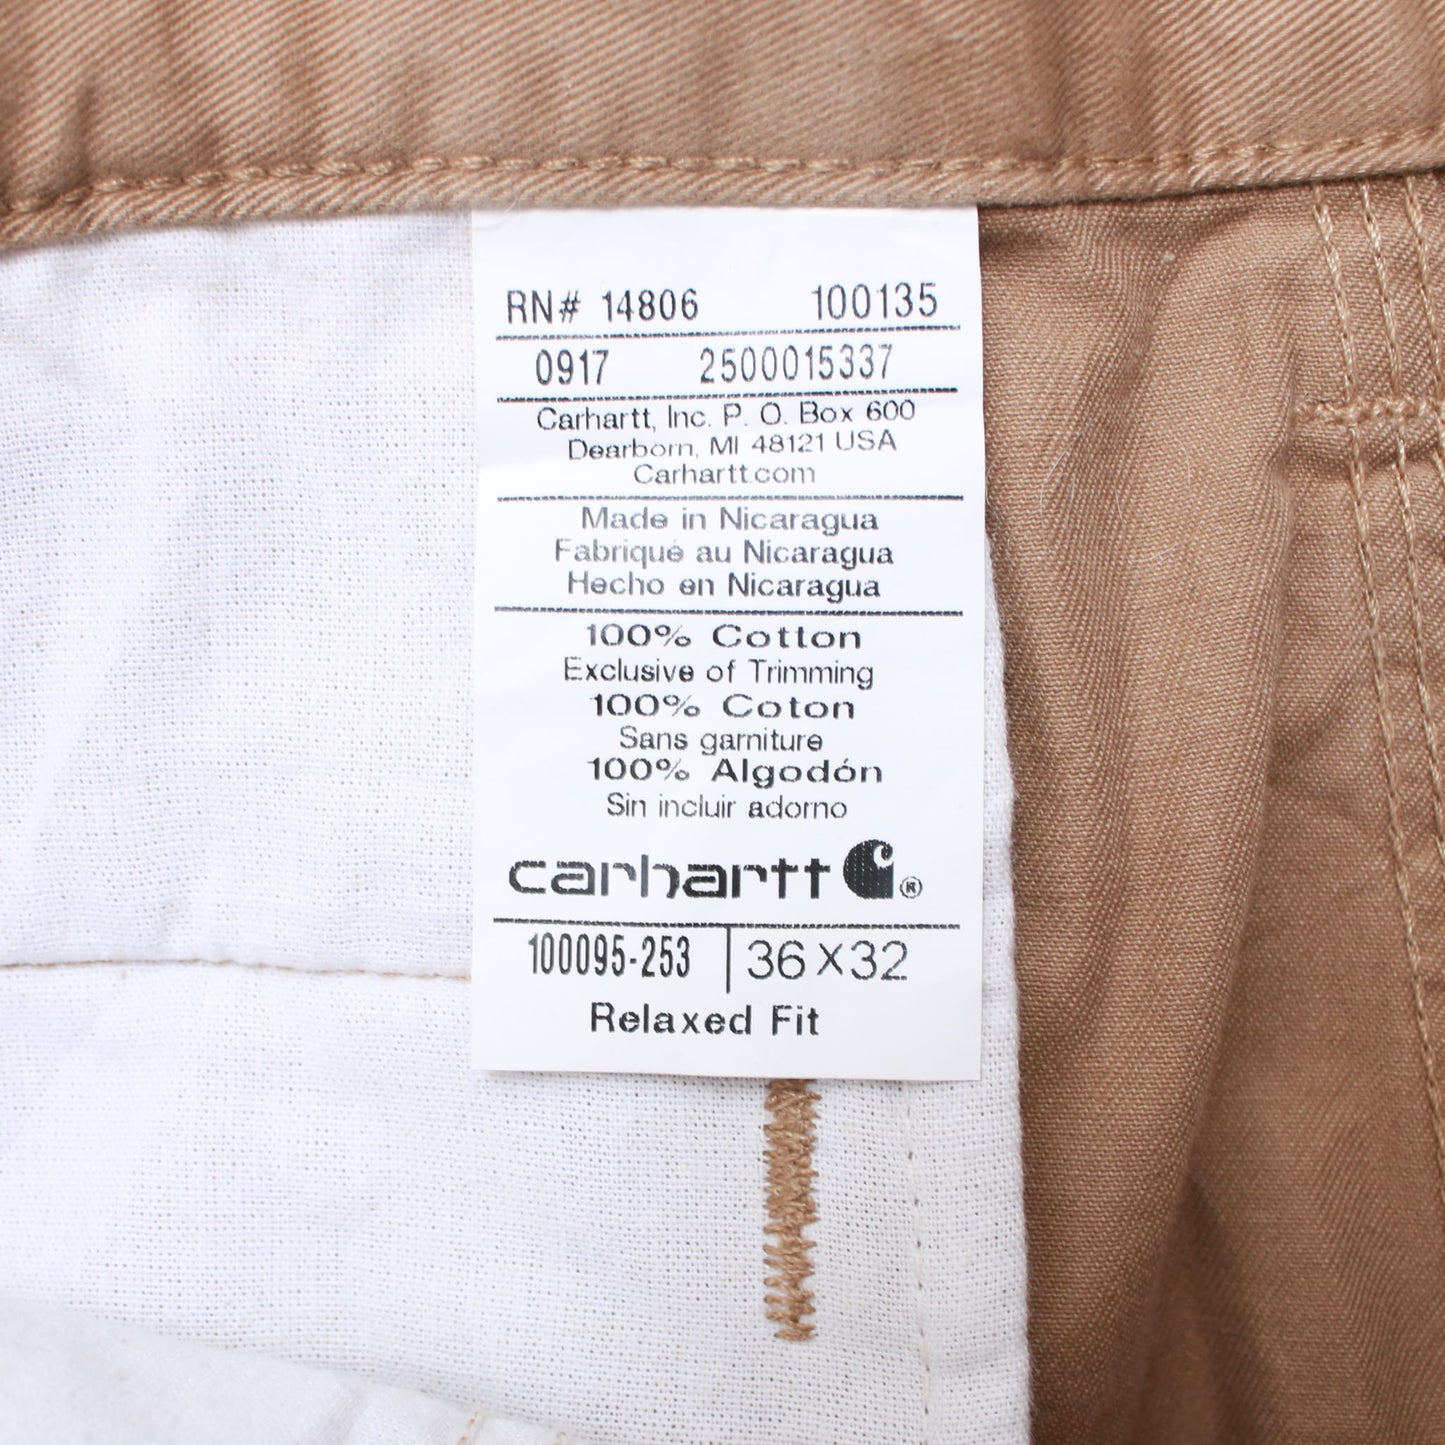 RN# 14806 100135
0917 2500015337
Carhartt, Inc. P. O. Box 600
Dearborn, MI 48121 USA
Carhartt.com
Made in Nicaragua
Fabriqué au Nicaragua
Hecho en Nicaragua
100% Cotton
Exclusive of Trimming
100% Coton
Sans garniture
100% Algodón
Sin incluir adorno
carhartt ®
100095-253 36X32
Relaxed Fit